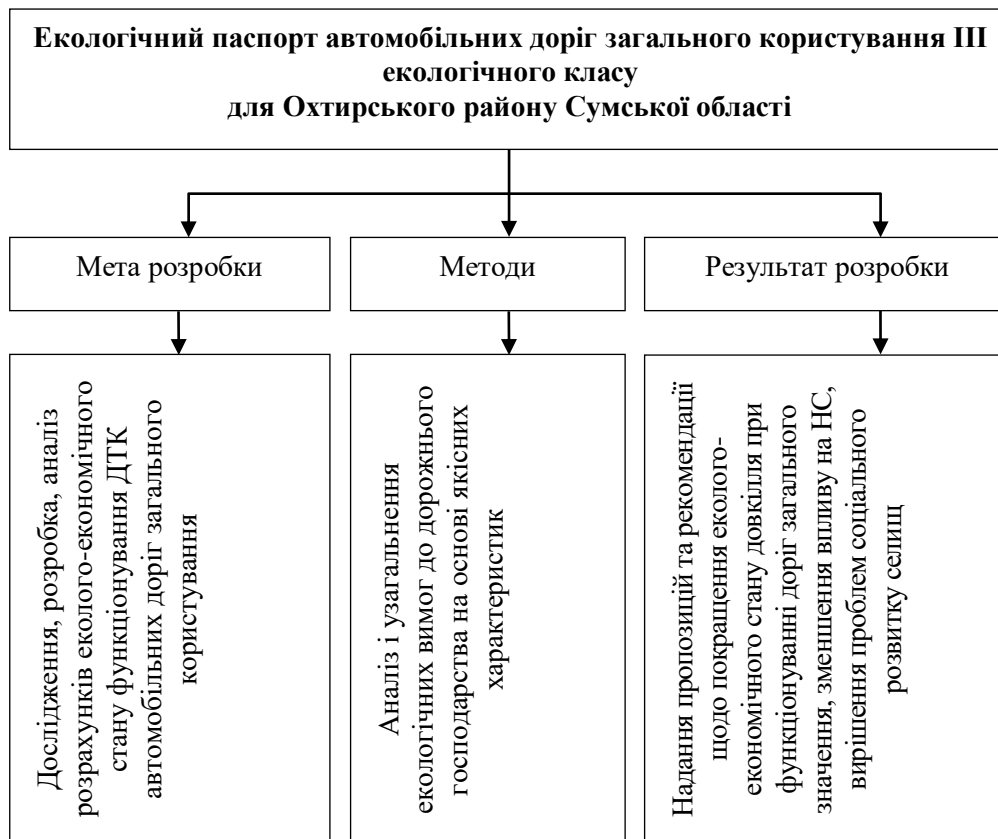 Екологічний паспорт автомобільних доріг загального користування III
екологічного класу
для Охтирського району Сумської області
Мета розробки
Методи
Результат розробки
Дослідження, розробка, аналіз
розрахунків еколого-економічного
стану функціонування ДТК
автомобільних доріг загального
користування
Аналіз і узагальнення
екологічних вимог до дорожнього
господарства на основі якісних
характеристик
Надання пропозицій та рекомендації
щодо покращення еколого-
економічного стану довкілля при
функціонуванні доріг загального
значення, зменшення впливу на НС,
вирішення проблем соціального
розвитку селищ